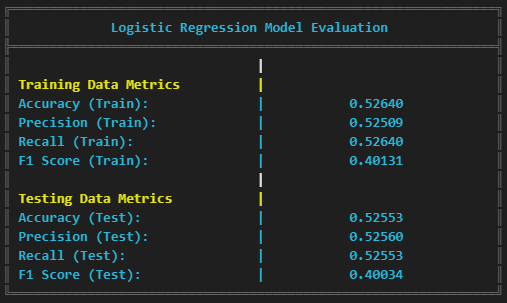 Logistic Regression Model Evaluation
Training Data Metrics |
Accuracy (Train): | 0.52640
Precision (Train): | 0.52509
Recall (Train): | 0.52640
F1 Score (Train): | 0.40131
Testing Data Metrics |
Accuracy (Test): | 0.52553
Precision (Test): | 0.52560
Recall (Test): | 0.52553
F1 Score (Test): | 0.40034